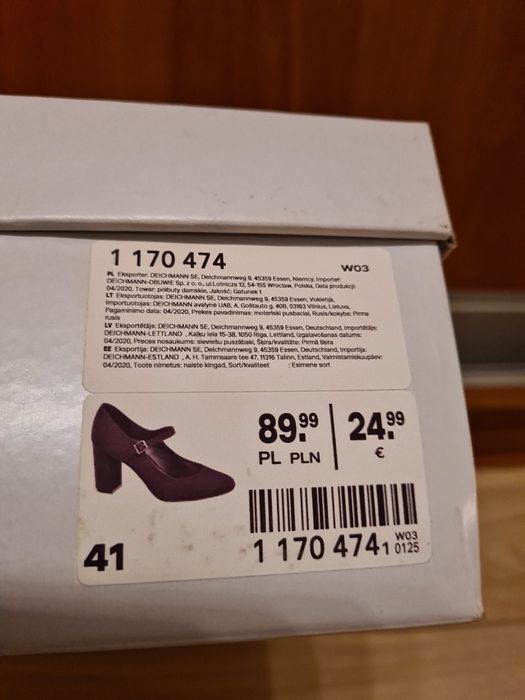 1 170 474
W03
PL Eksporter: DEICHMANN SE, Deichmannweg 9, 45359 Essen, Niemcy, Importer:
DEICHMANN-OBUWIE Sp. z o. o., ul.Lotnicza 12, 54-155 Wrocław, Polska, Data produkcji:
04/2020, Towar: półbuty damskie, Jakość: Gatunek 1
LT Eksportuotojas: DEICHMANN SE, Deichmannweg 9, 45359 Essen, Vokietija,
Importuotojas: DEICHMANN avalynė UAB, A. Goštauto g. 40B, 03163 Vilnius, Lietuva,
Pagaminimo data: 04/2020, Prekes pavadinimas: moteriski pusbaciai, Rusis/kokybe: Pirma
rusis
LV Eksportētājs: DEICHMANN SE, Deichmannweg 9, 45359 Essen, Deutschland, Importētājs:
DEICHMANN-LETTLAND , Kaļķu iela 15-38, 1050 Riga, Lettland, Izgatavošanas datums:
04/2020, Preces nosaukums: sieviešu puszābaki, Šķira/kvalitāte: Pirmā šķira
EE Eksportija: DEICHMANN SE, Deichmannweg 9, 45359 Essen, Deutschland, Importija:
DEICHMANN-ESTLAND , A. H. Tammsaare tee 47, 11316 Talinn, Estland, Valmistamiskuupäev:
04/2020, Toote nimetus: naiste kingad, Sort/kvaliteet : Esimene sort
89.99 24.99
PL PLN €
41
1 170 474 1 W03 0125